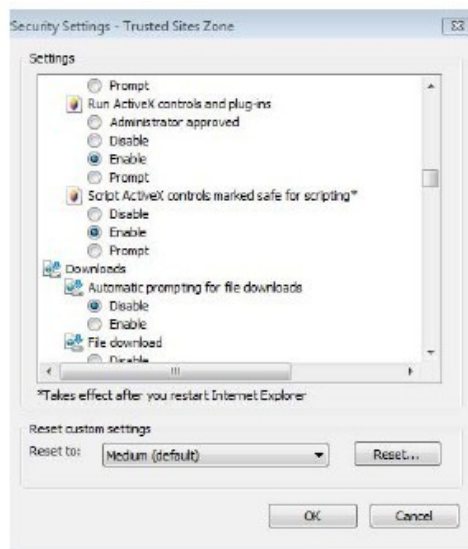 Security Settings - Trusted Sites Zone
Settings
Prompt
Run ActiveX controls and plug-ins
Administrator approved
Disable
Enable
Prompt
Script ActiveX controls marked safe for scripting*
Disable
Enable
Prompt
Downloads
Automatic prompting for file downloads
Disable
Enable
File download
Disable
*Takes effect after you restart Internet Explorer
Reset custom settings
Reset to: Medium (default) Reset...
OK Cancel